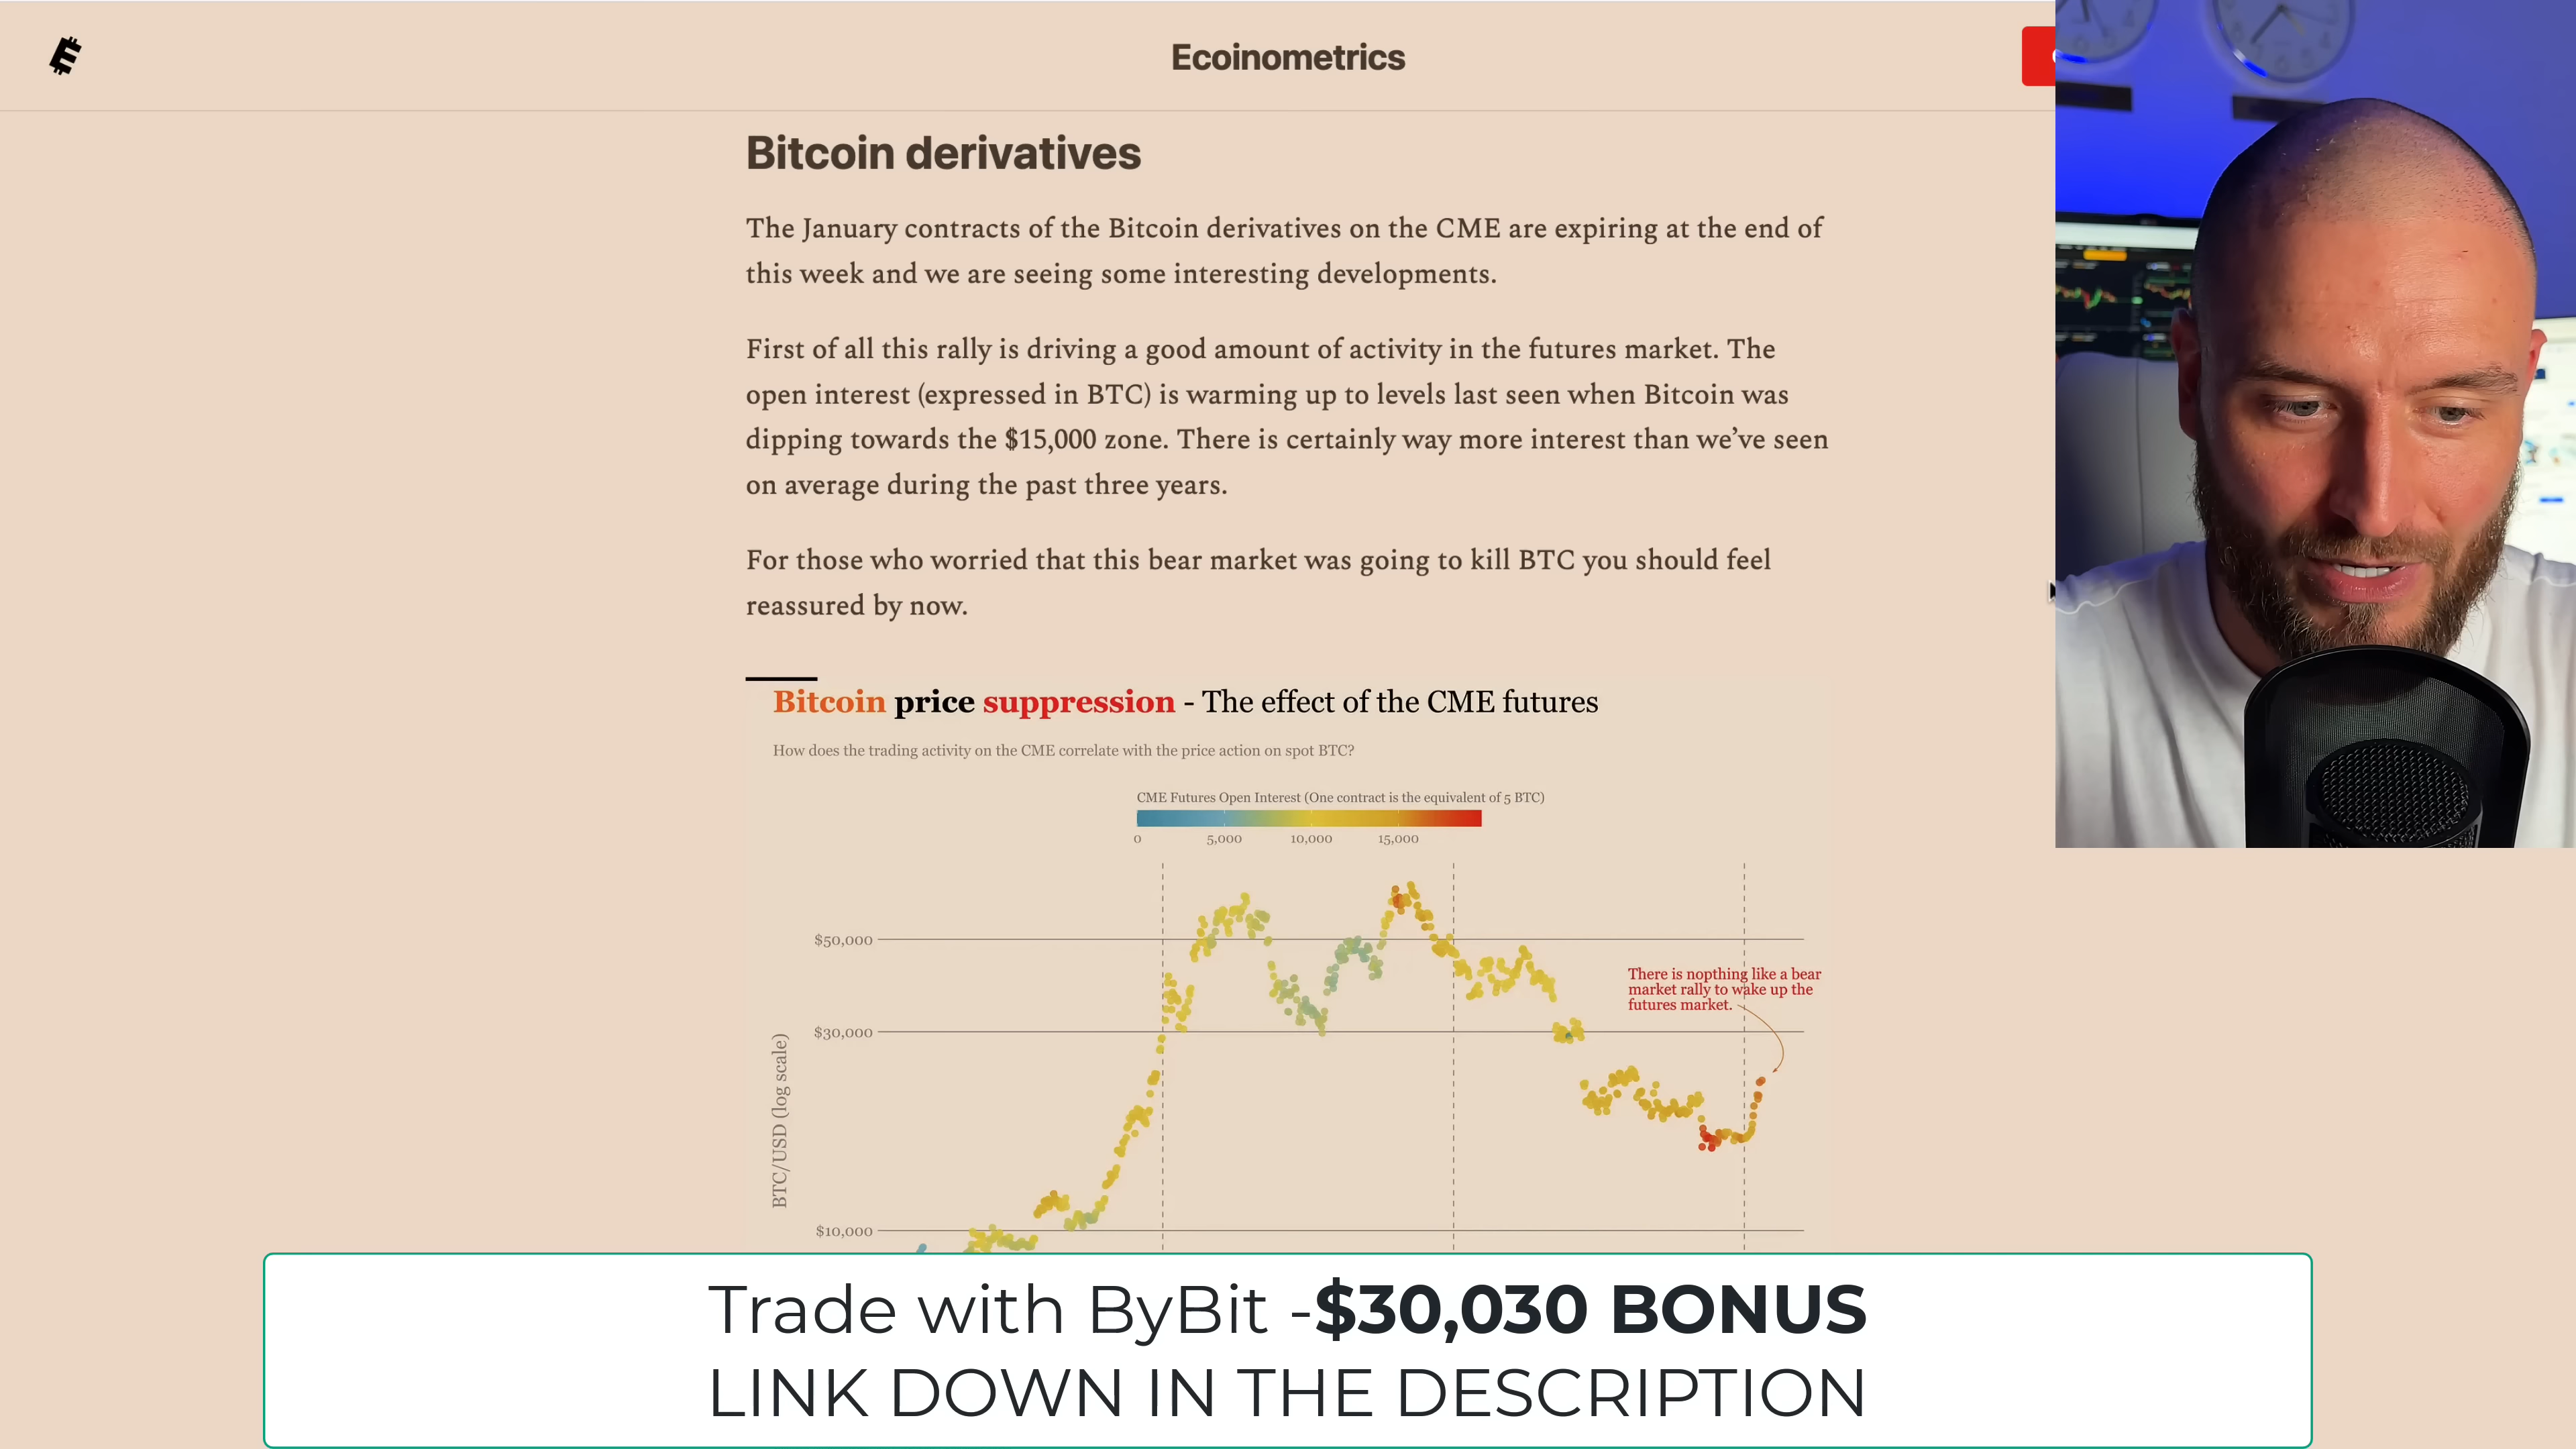 Ecoinometrics
Bitcoin derivatives
The January contracts of the Bitcoin derivatives on the CME are expiring at the end of
this week and we are seeing some interesting developments.
First of all this rally is driving a good amount of activity in the futures market. The
open interest (expressed in BTC) is warming up to levels last seen when Bitcoin was
dipping towards the $15,000 zone. There is certainly way more interest than we’ve seen
on average during the past three years.
For those who worried that this bear market was going to kill BTC you should feel
reassured by now.
Bitcoin price suppression - The effect of the CME futures
How does the trading activity on the CME correlate with the price action on spot BTC?
CME Futures Open Interest (One contract is the equivalent of 5 BTC)
0 5,000 10,000 15,000
$50,000
There is nopthing like a bear
market rally to wake up the
futures market.
$30,000
BTC/USD (log scale)
$10,000
Trade with ByBit -$30,030 BONUS
LINK DOWN IN THE DESCRIPTION